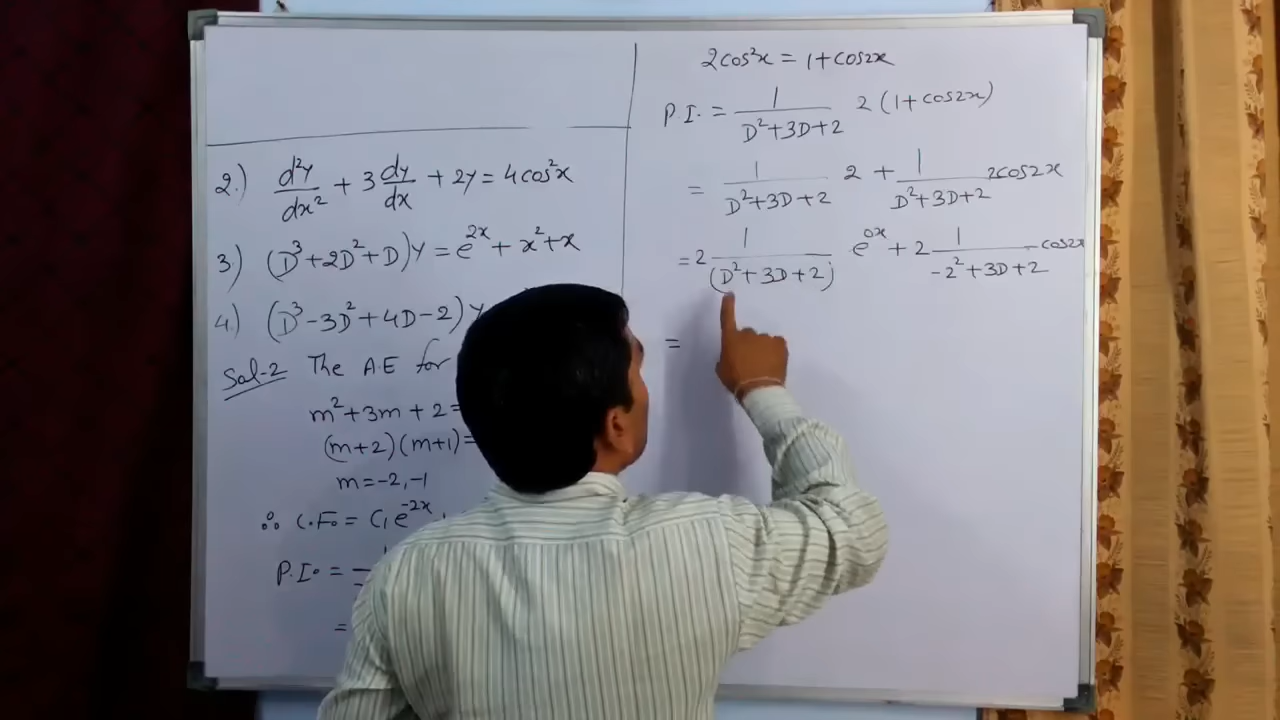 2.) d²y/dx² + 3 dy/dx + 2y = 4cos²x
3) (D³+2D²+D)y = e^{2x} + x²+x
4.) (D³-3D²+4D-2)y
Sol-2 The A.E for
m²+3m+2=
(m+2)(m+1)=
m=-2,-1
∴ C.F. = C₁e^{-2x}
P.I. =
=
2cos²x = 1+cos2x
P.I. = 1/(D²+3D+2) 2(1+cos2x)
= 1/(D²+3D+2) 2 + 1/(D²+3D+2) 2cos2x
= 2 1/(D²+3D+2) e^{0x} + 2 1/(-2²+3D+2) cos2x
=